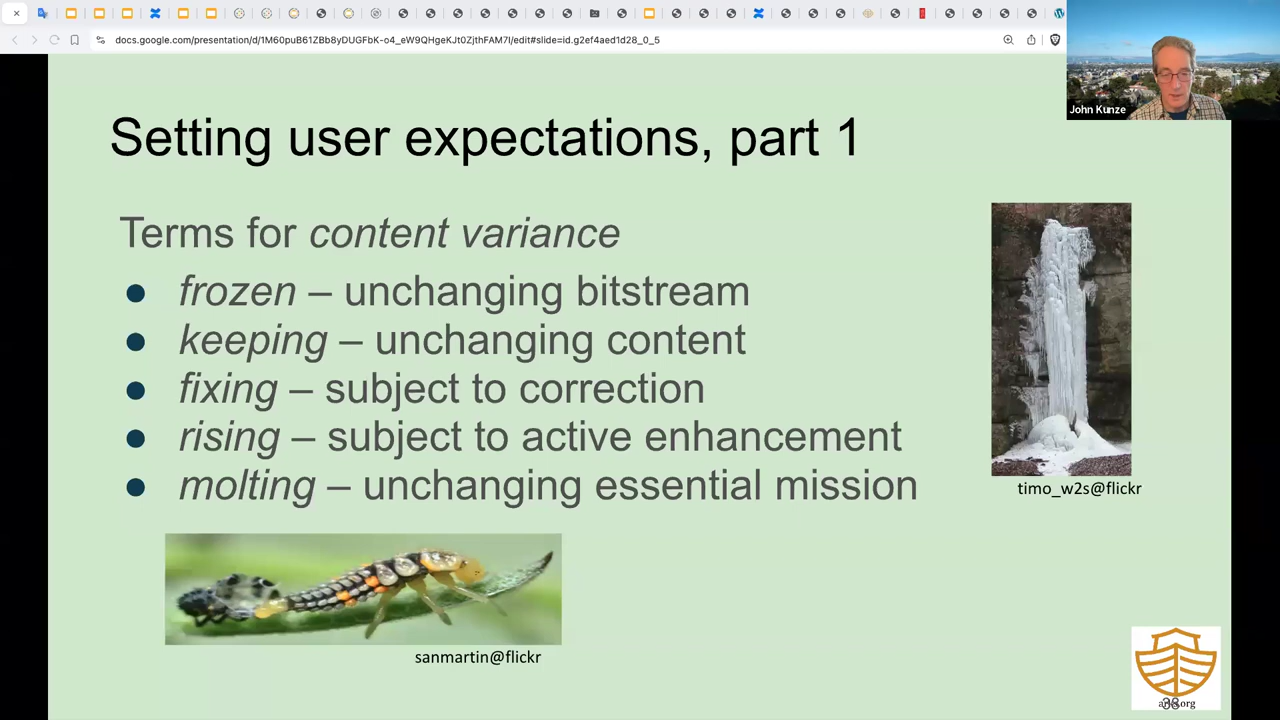 docs.google.com/presentation/d/1M60puB61ZBb8yDUGFbK-o4_eW9QHgeKJt0ZjthFAM7I/edit#slide=id.g2ef4aed1d28_0_5
John Kunze
Setting user expectations, part 1
Terms for content variance
● frozen – unchanging bitstream
● keeping – unchanging content
● fixing – subject to correction
● rising – subject to active enhancement
● molting – unchanging essential mission
timo_w2s@flickr
sanmartin@flickr